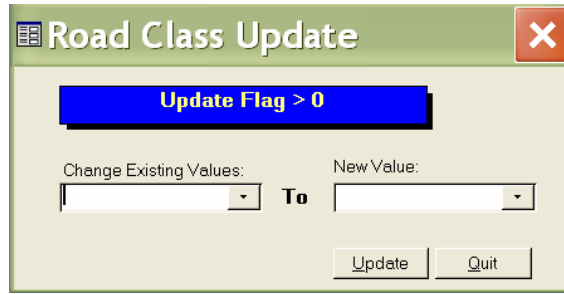 Road Class Update
Update Flag > 0
Change Existing Values:
To
New Value:
Update
Quit